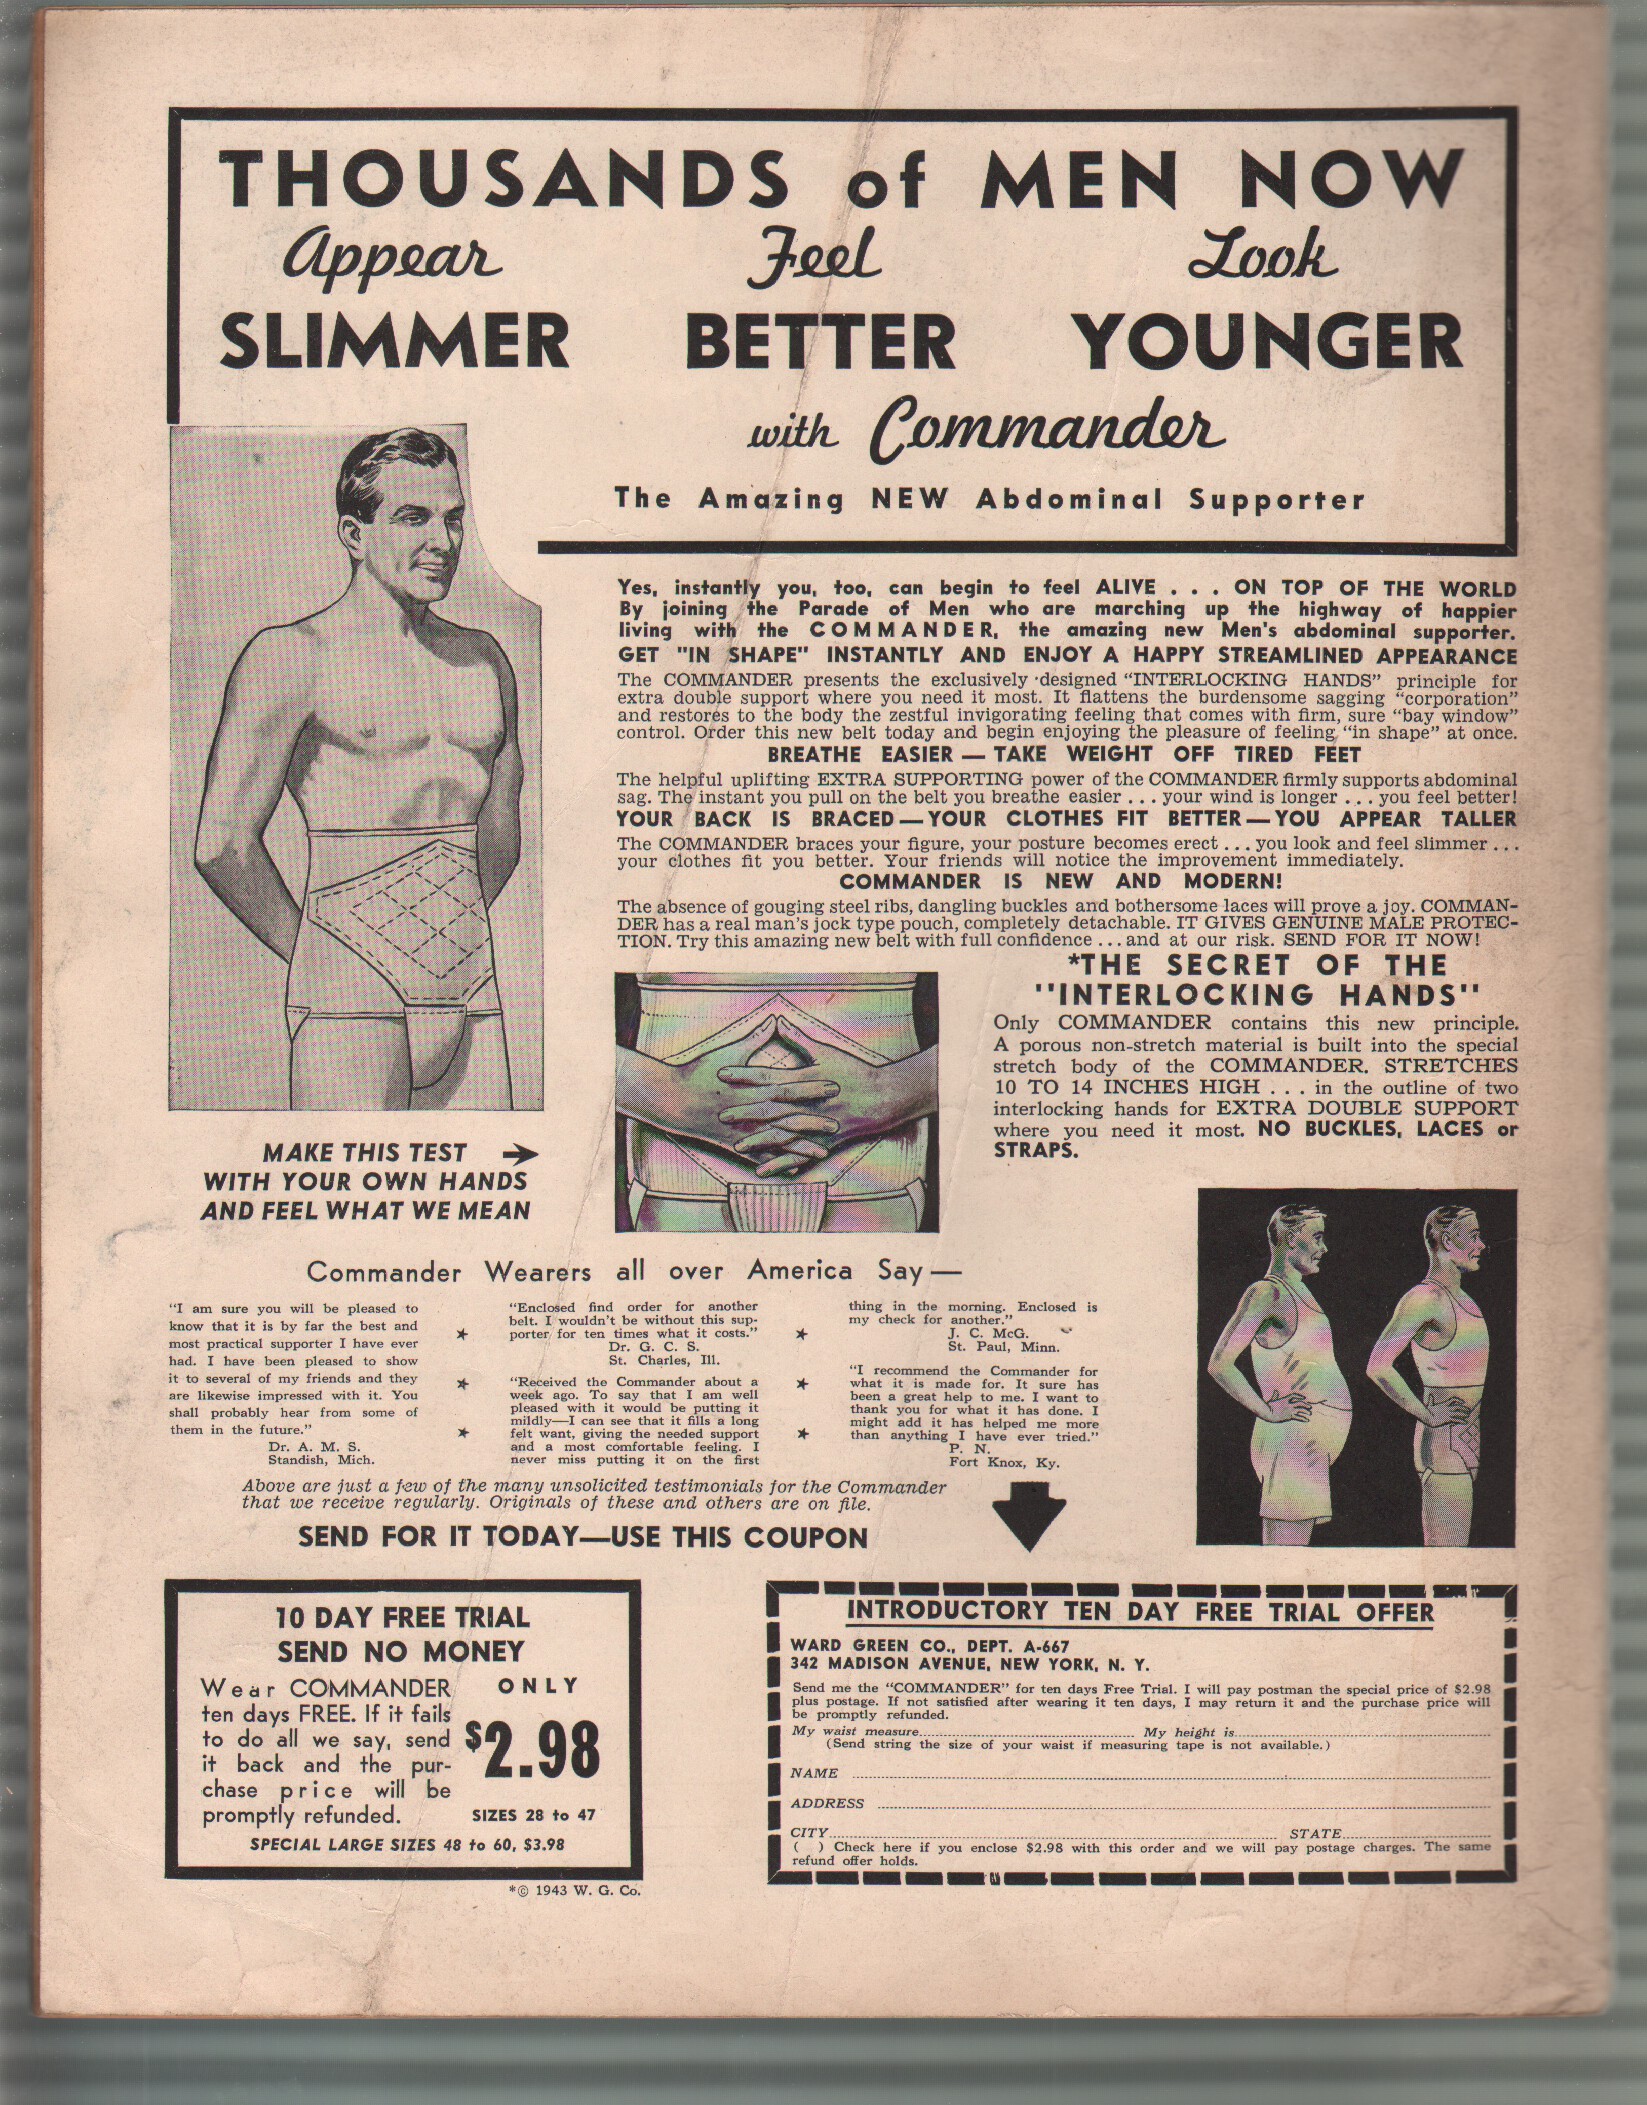 THOUSANDS of MEN NOW
Appear Feel Look
SLIMMER BETTER YOUNGER
with Commander
The Amazing NEW Abdominal Supporter
Yes, instantly you, too, can begin to feel ALIVE . . . ON TOP OF THE WORLD
By joining the Parade of Men who are marching up the highway of happier
living with the COMMANDER, the amazing new Men's abdominal supporter.
GET "IN SHAPE" INSTANTLY AND ENJOY A HAPPY STREAMLINED APPEARANCE
The COMMANDER presents the exclusively designed "INTERLOCKING HANDS" principle for
extra double support where you need it most. It flattens the burdensome sagging "corporation"
and restores to the body the zestful invigorating feeling that comes with firm, sure "bay window"
control. Order this new belt today and begin enjoying the pleasure of feeling "in shape" at once.
BREATHE EASIER — TAKE WEIGHT OFF TIRED FEET
The helpful uplifting EXTRA SUPPORTING power of the COMMANDER firmly supports abdominal
sag. The instant you pull on the belt you breathe easier . . . your wind is longer . . . you feel better!
YOUR BACK IS BRACED—YOUR CLOTHES FIT BETTER—YOU APPEAR TALLER
The COMMANDER braces your figure, your posture becomes erect . . . you look and feel slimmer . . .
your clothes fit you better. Your friends will notice the improvement immediately.
COMMANDER IS NEW AND MODERN!
The absence of gouging steel ribs, dangling buckles and bothersome laces will prove a joy. COMMAN-
DER has a real man's jock type pouch, completely detachable. IT GIVES GENUINE MALE PROTEC-
TION. Try this amazing new belt with full confidence . . . and at our risk. SEND FOR IT NOW!
*THE SECRET OF THE
"INTERLOCKING HANDS"
Only COMMANDER contains this new principle.
A porous non-stretch material is built into the special
stretch body of the COMMANDER. STRETCHES
10 TO 14 INCHES HIGH . . . in the outline of two
interlocking hands for EXTRA DOUBLE SUPPORT
where you need it most. NO BUCKLES, LACES or
STRAPS.
MAKE THIS TEST
WITH YOUR OWN HANDS
AND FEEL WHAT WE MEAN
Commander Wearers all over America Say—
"I am sure you will be pleased to
know that it is by far the best and
most practical supporter I have ever
had. I have been pleased to show
it to several of my friends and they
are likewise impressed with it. You
shall probably hear from some of
them in the future."
Dr. A. M. S.
Standish, Mich.
"Enclosed find order for another
belt. I wouldn't be without this sup-
porter for ten times what it costs."
Dr. G. C. S.
St. Charles, Ill.
"Received the Commander about a
week ago. To say that I am well
pleased with it would be putting it
mildly—I can see that it fills a long
felt want, giving the needed support
and a most comfortable feeling. I
never miss putting it on the first
thing in the morning. Enclosed is
my check for another."
J. C. McG.
St. Paul, Minn.
"I recommend the Commander for
what it is made for. It sure has
been a great help to me. I want to
thank you for what it has done. I
might add it has helped me more
than anything I have ever tried."
P. N.
Fort Knox, Ky.
Above are just a few of the many unsolicited testimonials for the Commander
that we receive regularly. Originals of these and others are on file.
SEND FOR IT TODAY—USE THIS COUPON
10 DAY FREE TRIAL
SEND NO MONEY
Wear COMMANDER
ten days FREE. If it fails
to do all we say, send
it back and the pur-
chase price will be
promptly refunded.
ONLY
$2.98
SIZES 28 to 47
SPECIAL LARGE SIZES 48 to 60, $3.98
*© 1943 W. G. Co.
INTRODUCTORY TEN DAY FREE TRIAL OFFER
WARD GREEN CO., DEPT. A-667
342 MADISON AVENUE, NEW YORK, N. Y.
Send me the "COMMANDER" for ten days Free Trial. I will pay postman the special price of $2.98
plus postage. If not satisfied after wearing it ten days, I may return it and the purchase price will
be promptly refunded.
My waist measure My height is
(Send string the size of your waist if measuring tape is not available.)
NAME
ADDRESS
CITY STATE
( ) Check here if you enclose $2.98 with this order and we will pay postage charges. The same
refund offer holds.